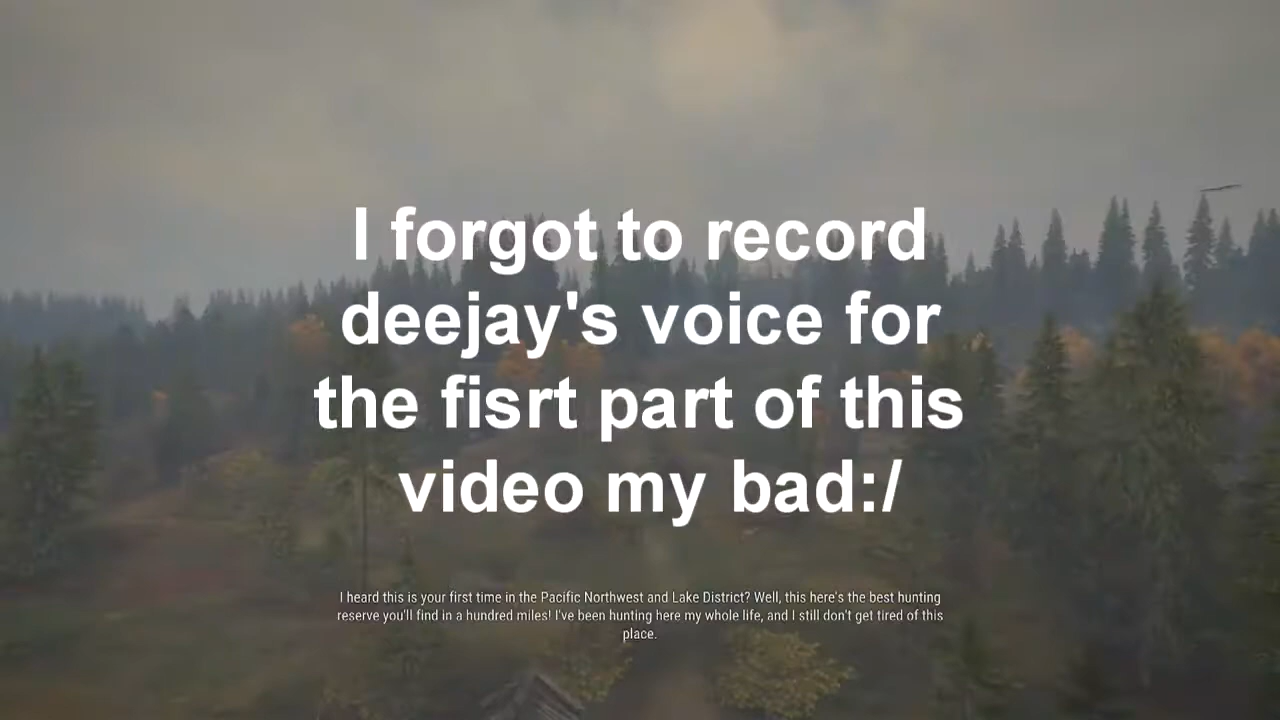 I forgot to record
deejay's voice for
the fisrt part of this
video my bad:/
I heard this is your first time in the Pacific Northwest and Lake District? Well, this here's the best hunting
reserve you'll find in a hundred miles! I've been hunting here my whole life, and I still don't get tired of this
place.